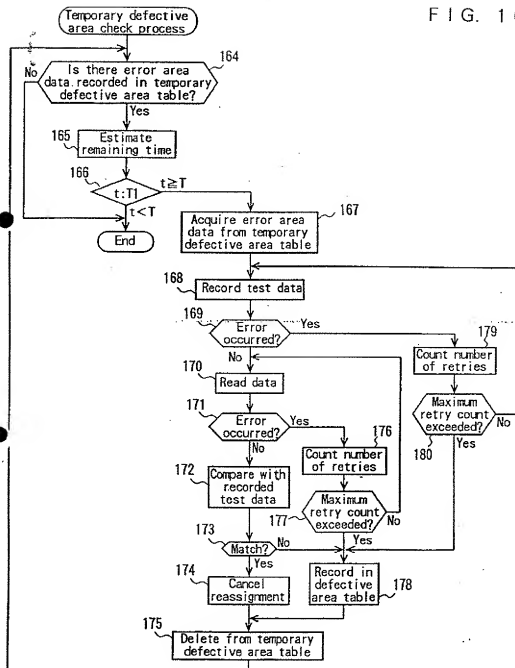 FIG. 1
Temporary defective
area check process
164
Is there error area
data recorded in temporary
defective area table?
No
Yes
165
Estimate
remaining time
166
t:T1
t≧T
t<T
End
167
Acquire error area
data from temporary
defective area table
168
Record test data
169
Error
occurred?
Yes
No
179
Count number
of retries
170
Read data
171
Error
occurred?
Yes
No
176
Count number
of retries
Maximum
retry count
exceeded?
No
Yes
180
172
Compare with
recorded
test data
Maximum
retry count
exceeded?
177
No
Yes
173
Match?
No
Yes
174
Cancel
reassignment
Record in
defective
area table
178
175
Delete from temporary
defective area table